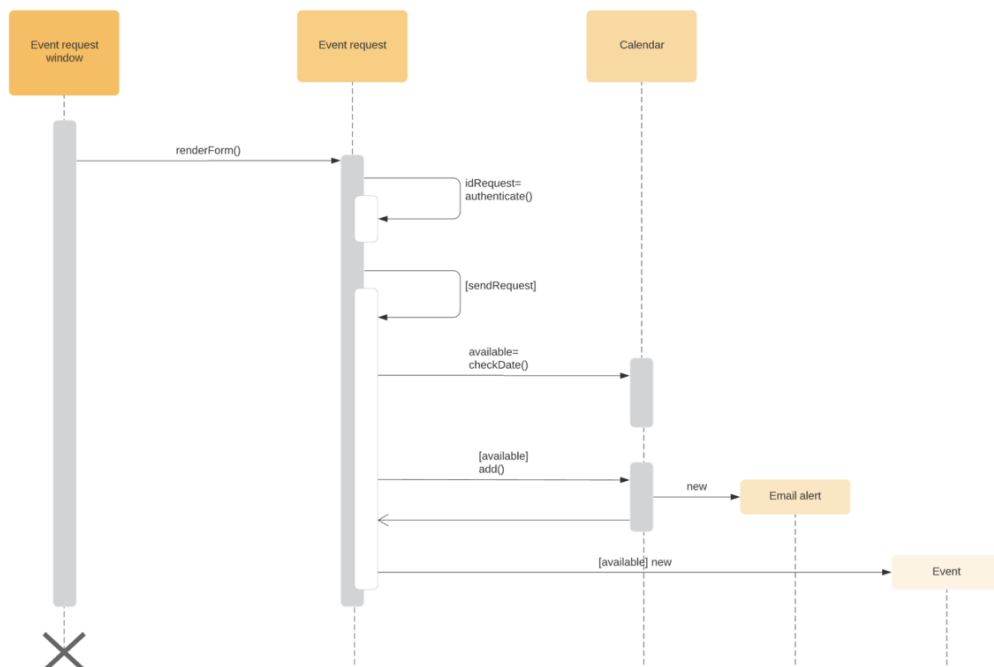 Event request
window
Event request
Calendar
renderForm()
idRequest=
authenticate()
[sendRequest]
available=
checkDate()
[available]
add()
new
Email alert
[available] new
Event